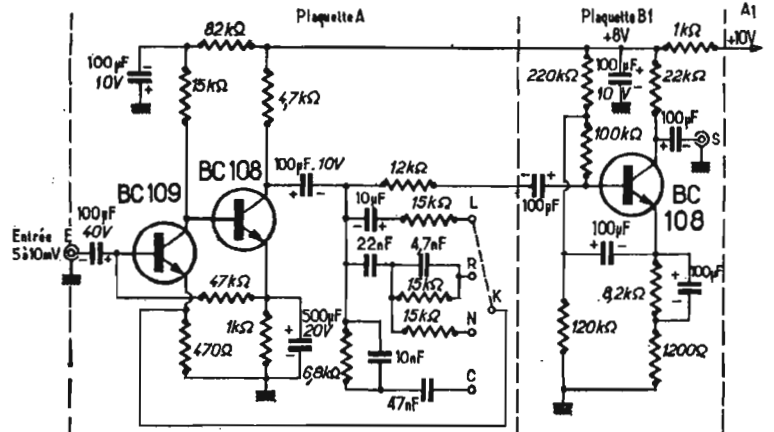 Plaquette A
Plaquette B1
A1
82kΩ
+8V
1kΩ
+10V
100µF
10V
-
+
15kΩ
4,7kΩ
220kΩ
100µF
10V
+
-
22kΩ
100kΩ
100µF
+
-
S
BC109
BC108
100µF.10V
+
-
12kΩ
-
+
100µF
BC
108
Entrée
5à10mV
E
100µF
40V
-
+
10µF
-
+
15kΩ
L
22nF
4,7nF
R
15kΩ
15kΩ
N
K
100µF
+
-
47kΩ
500µF
20V
+
-
1kΩ
470Ω
6,8kΩ
10nF
47nF
C
120kΩ
8,2kΩ
+
-
100µF
1200Ω